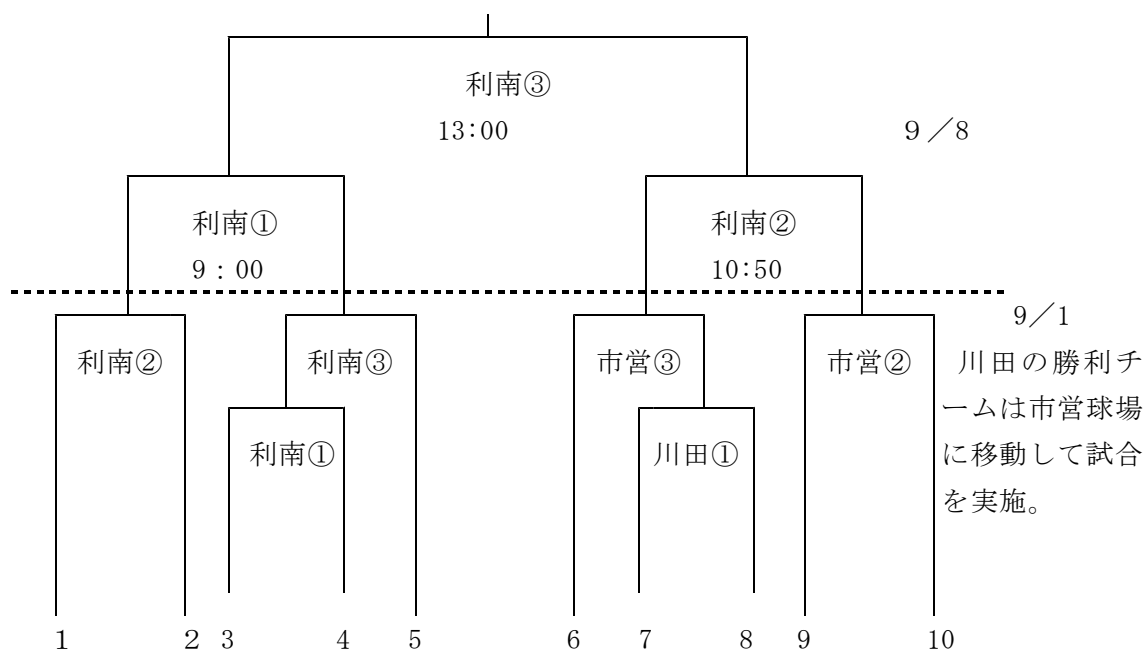 利南③
13:00
9／8
利南①
利南②
9：00
10:50
9／1
利南②
利南③
市営③
市営②
川田の勝利チ
ームは市営球場
に移動して試合
を実施。
利南①
川田①
1 2 3 4 5 6 7 8 9 10